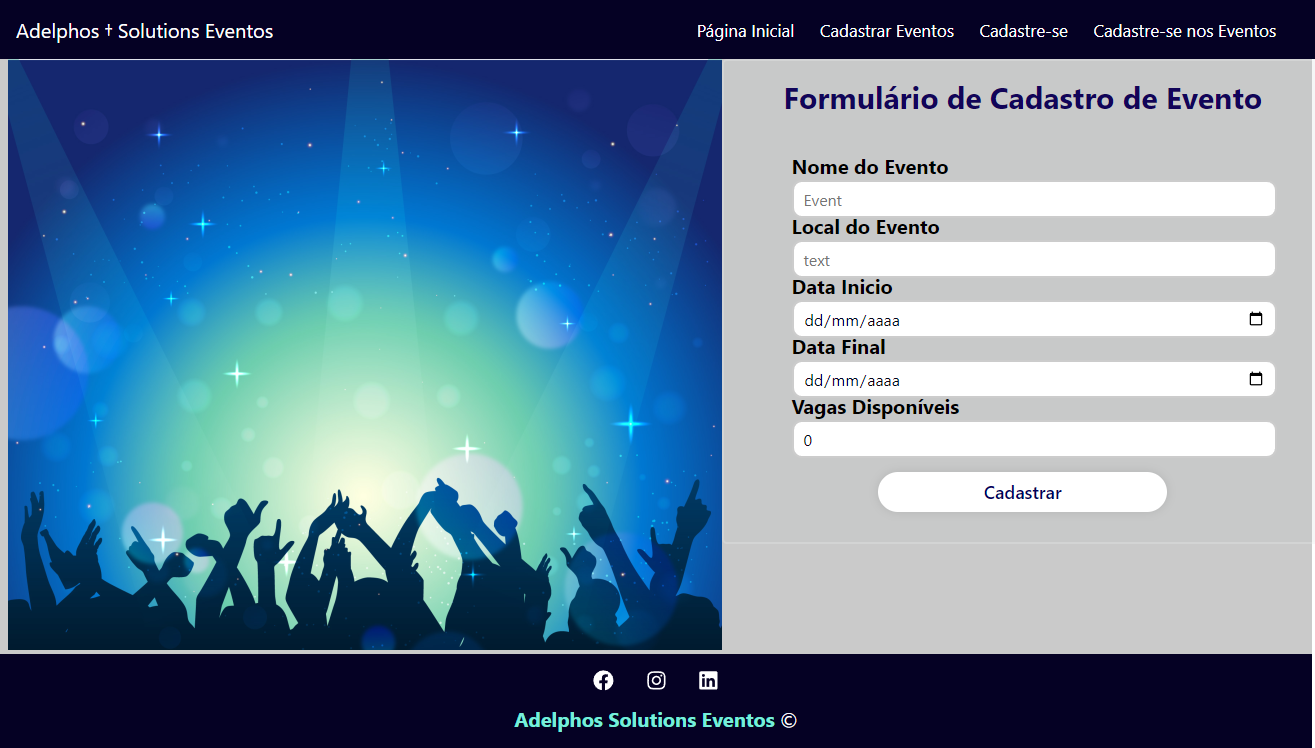 Adelphos † Solutions Eventos
Página Inicial Cadastrar Eventos Cadastre-se Cadastre-se nos Eventos
Formulário de Cadastro de Evento
Nome do Evento
Event
Local do Evento
text
Data Inicio
dd/mm/aaaa
Data Final
dd/mm/aaaa
Vagas Disponíveis
0
Cadastrar
Adelphos Solutions Eventos ©